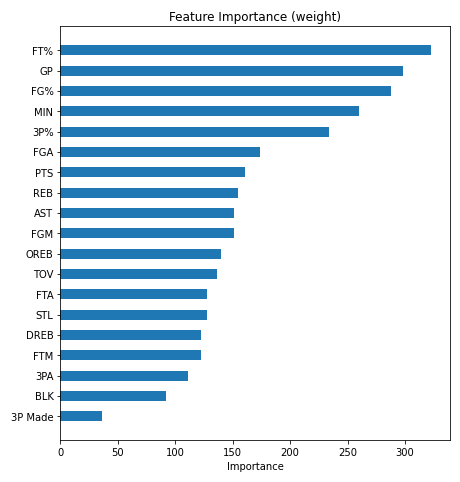 Feature Importance (weight)
FT%
GP
FG%
MIN
3P%
FGA
PTS
REB
AST
FGM
OREB
TOV
FTA
STL
DREB
FTM
3PA
BLK
3P Made
0 50 100 150 200 250 300
Importance